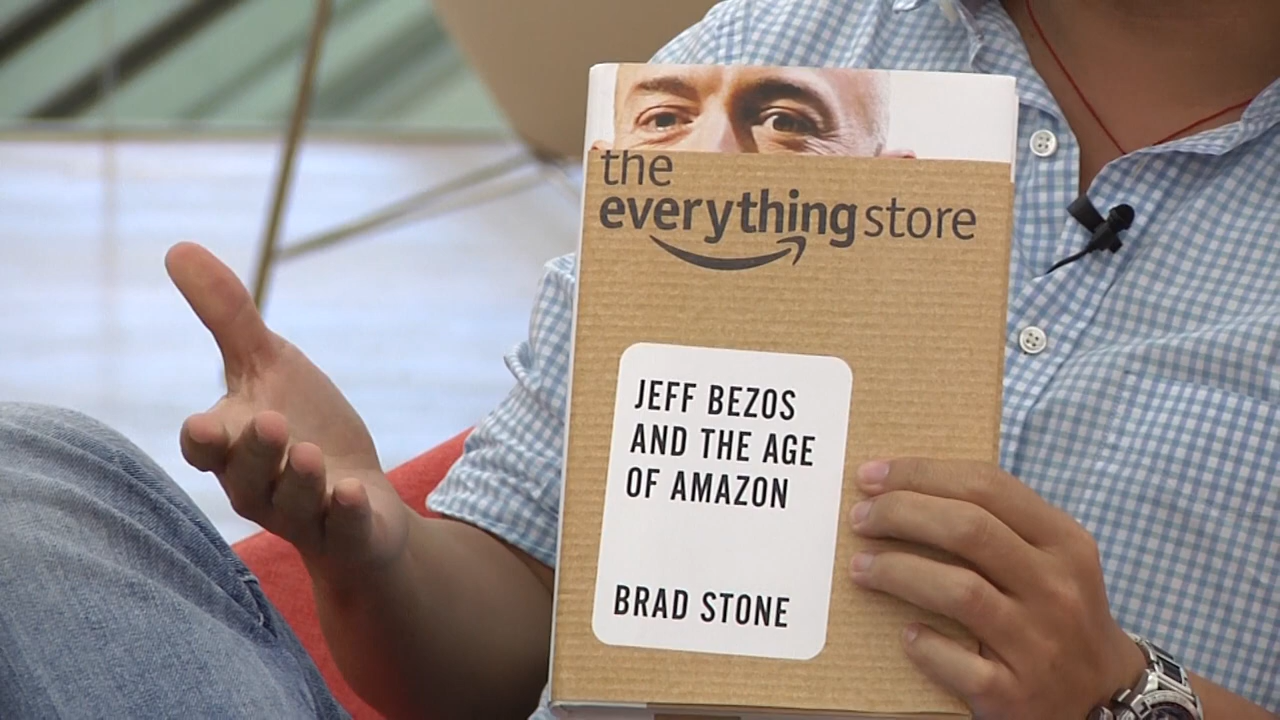 the
everything store
JEFF BEZOS
AND THE AGE
OF AMAZON
BRAD STONE